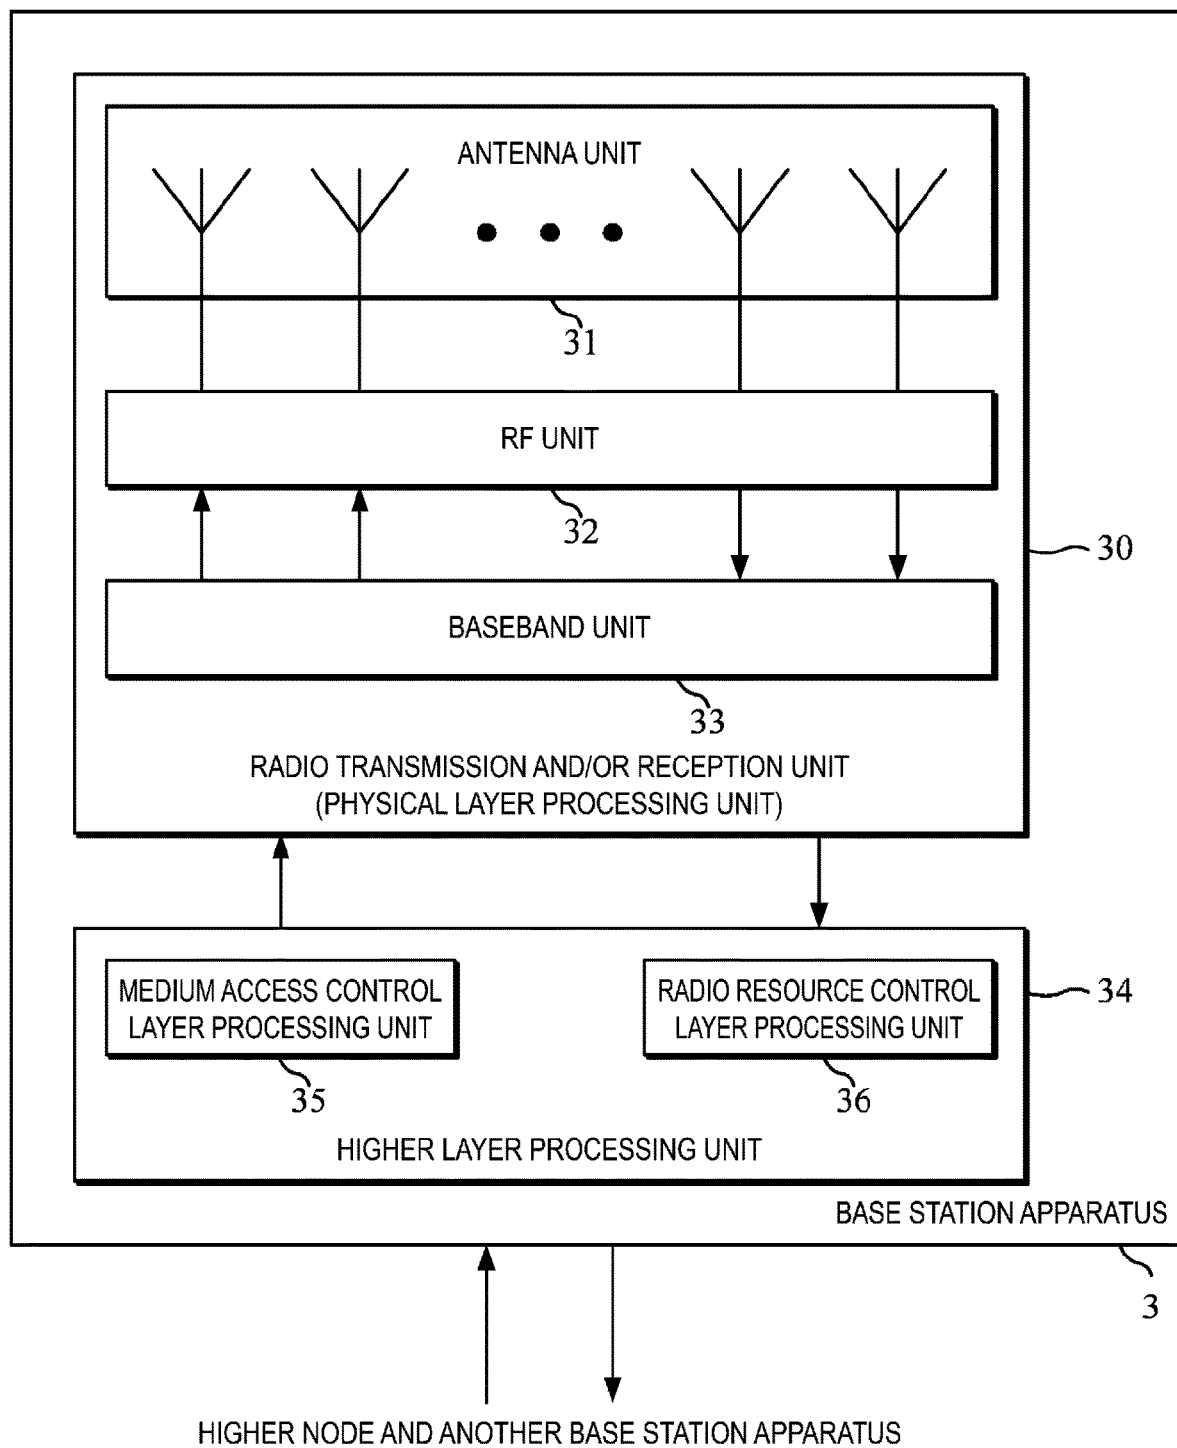 ANTENNA UNIT
31
RF UNIT
32
30
BASEBAND UNIT
33
RADIO TRANSMISSION AND/OR RECEPTION UNIT
(PHYSICAL LAYER PROCESSING UNIT)
MEDIUM ACCESS CONTROL
LAYER PROCESSING UNIT
35
RADIO RESOURCE CONTROL
LAYER PROCESSING UNIT
36
34
HIGHER LAYER PROCESSING UNIT
BASE STATION APPARATUS
3
HIGHER NODE AND ANOTHER BASE STATION APPARATUS